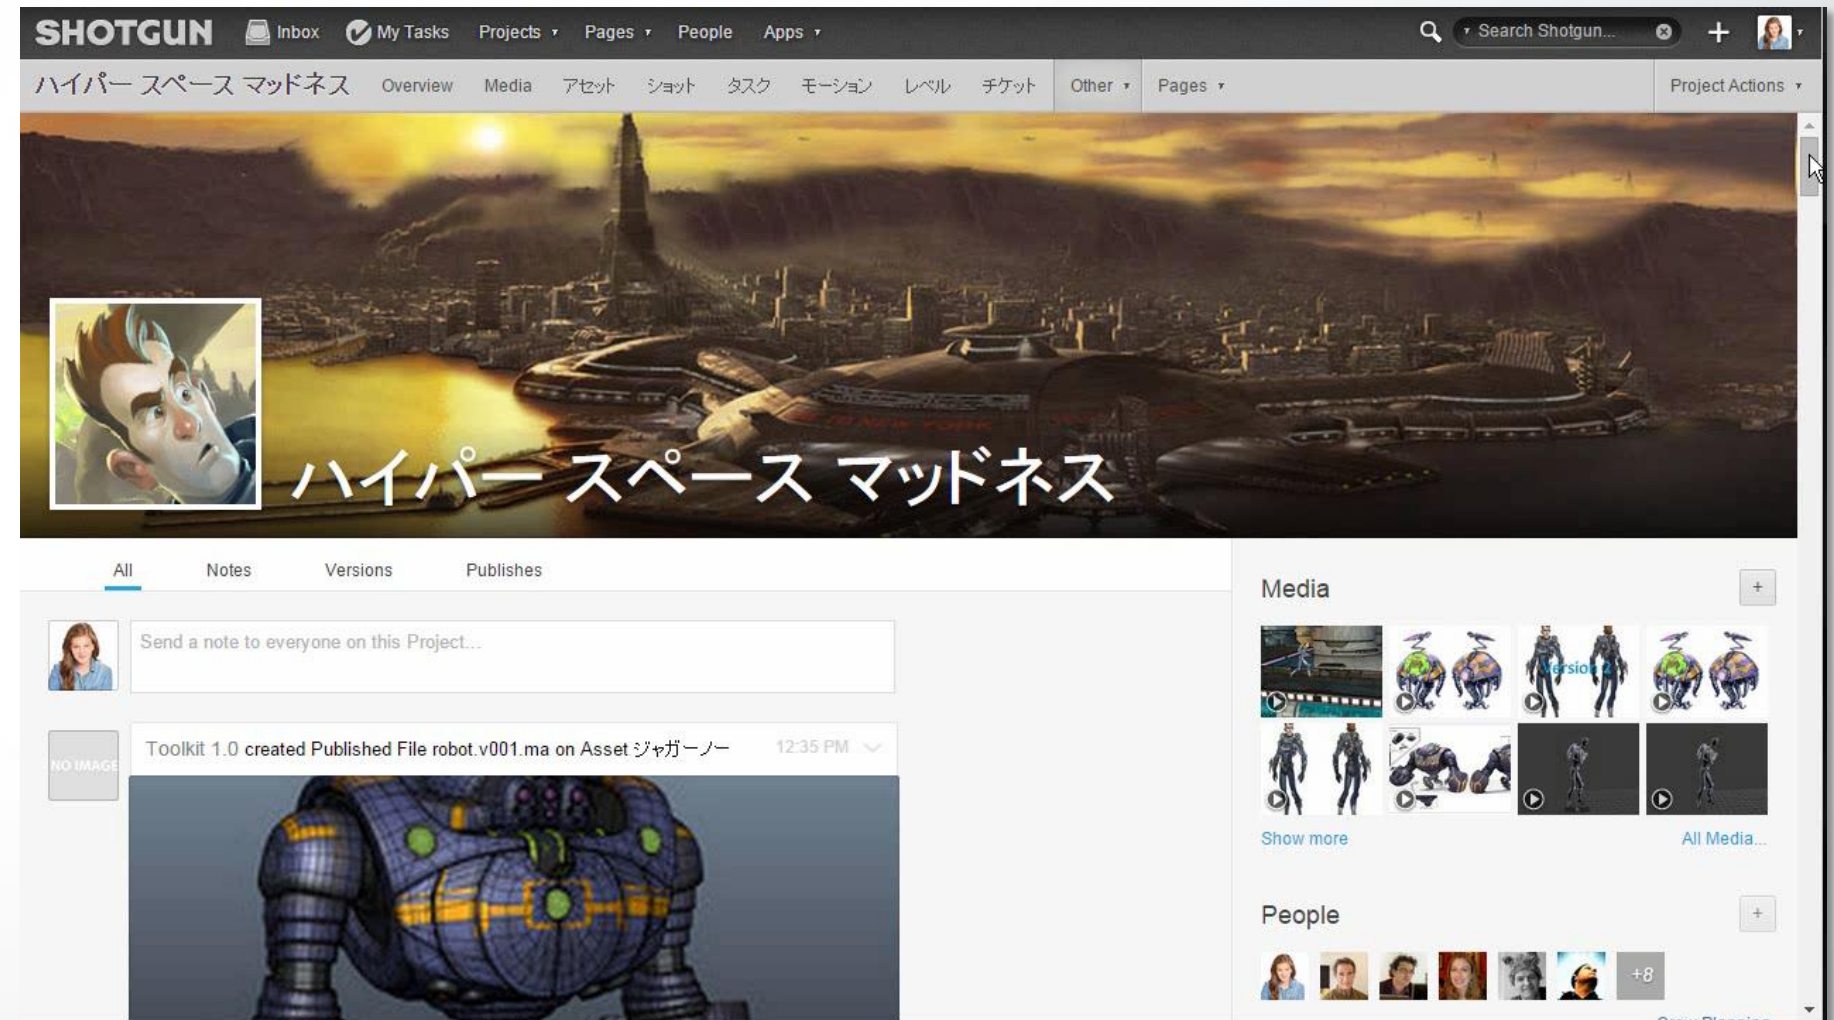 SHOTGUN Inbox My Tasks Projects Pages People Apps Search Shotgun...
ハイパー スペース マッドネス Overview Media アセット ショット タスク モーション レベル チケット Other Pages Project Actions
ハイパー スペース マッドネス
All Notes Versions Publishes
Send a note to everyone on this Project...
NO IMAGE
Toolkit 1.0 created Published File robot.v001.ma on Asset ジャガーノー 12:35 PM
Media +
Version 2
Show more All Media...
People +
+8